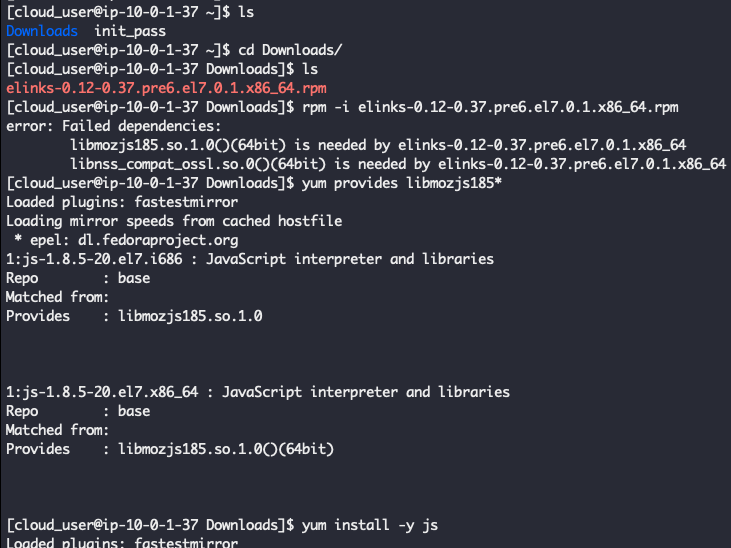 [cloud_user@ip-10-0-1-37 ~]$ ls
Downloads  init_pass
[cloud_user@ip-10-0-1-37 ~]$ cd Downloads/
[cloud_user@ip-10-0-1-37 Downloads]$ ls
elinks-0.12-0.37.pre6.el7.0.1.x86_64.rpm
[cloud_user@ip-10-0-1-37 Downloads]$ rpm -i elinks-0.12-0.37.pre6.el7.0.1.x86_64.rpm
error: Failed dependencies:
        libmozjs185.so.1.0()(64bit) is needed by elinks-0.12-0.37.pre6.el7.0.1.x86_64
        libnss_compat_ossl.so.0()(64bit) is needed by elinks-0.12-0.37.pre6.el7.0.1.x86_64
[cloud_user@ip-10-0-1-37 Downloads]$ yum provides libmozjs185*
Loaded plugins: fastestmirror
Loading mirror speeds from cached hostfile
 * epel: dl.fedoraproject.org
1:js-1.8.5-20.el7.i686 : JavaScript interpreter and libraries
Repo        : base
Matched from:
Provides    : libmozjs185.so.1.0
1:js-1.8.5-20.el7.x86_64 : JavaScript interpreter and libraries
Repo        : base
Matched from:
Provides    : libmozjs185.so.1.0()(64bit)
[cloud_user@ip-10-0-1-37 Downloads]$ yum install -y js
Loaded plugins: fastestmirror